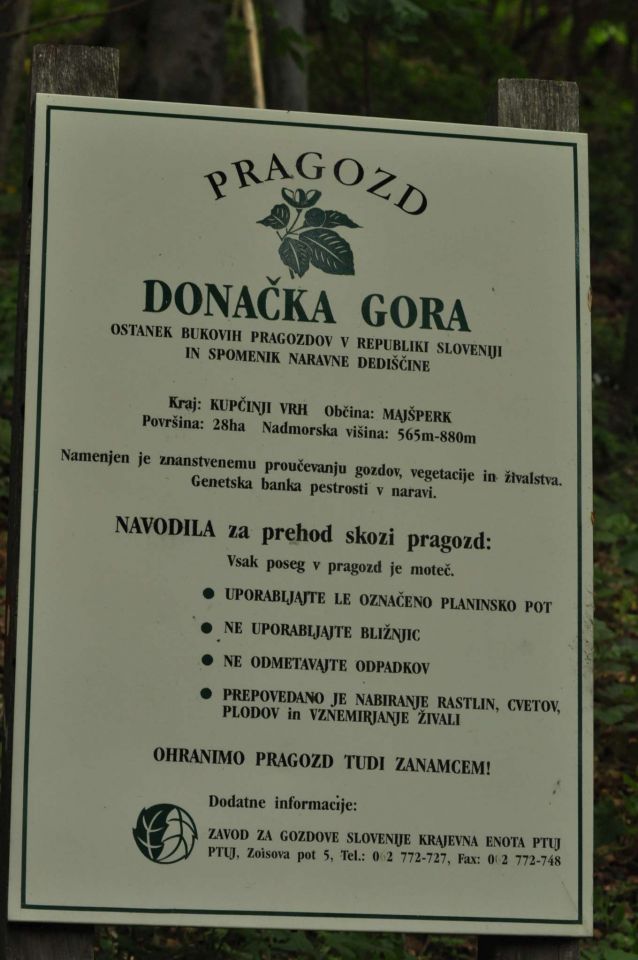 PRAGOZD
DONAČKA GORA
OSTANEK BUKOVIH PRAGOZDOV V REPUBLIKI SLOVENIJI
IN SPOMENIK NARAVNE DEDIŠČINE
Kraj: KUPČINJI VRH Občina: MAJŠPERK
Površina: 28ha Nadmorska višina: 565m-880m
Namenjen je znanstvenemu proučevanju gozdov, vegetacije in živalstva.
Genetska banka pestrosti v naravi.
NAVODILA za prehod skozi pragozd:
Vsak poseg v pragozd je moteč.
• UPORABLJAJTE LE OZNAČENO PLANINSKO POT
• NE UPORABLJAJTE BLIŽNJIC
• NE ODMETAVAJTE ODPADKOV
• PREPOVEDANO JE NABIRANJE RASTLIN, CVETOV,
PLODOV in VZNEMIRJANJE ŽIVALI
OHRANIMO PRAGOZD TUDI ZANAMCEM!
Dodatne informacije:
ZAVOD ZA GOZDOVE SLOVENIJE KRAJEVNA ENOTA PTUJ
PTUJ, Zoisova pot 5, Tel.: 062 772-727, Fax: 062 772-748